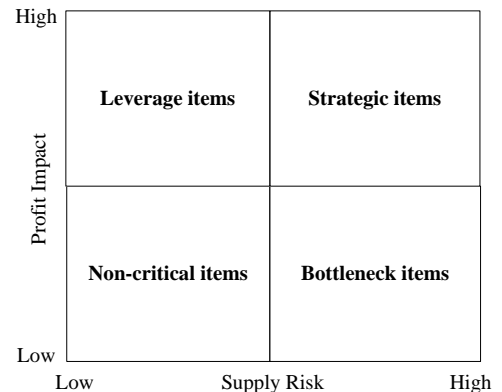 High
Leverage items
Strategic items
Profit Impact
Non-critical items
Bottleneck items
Low
Low
Supply Risk
High